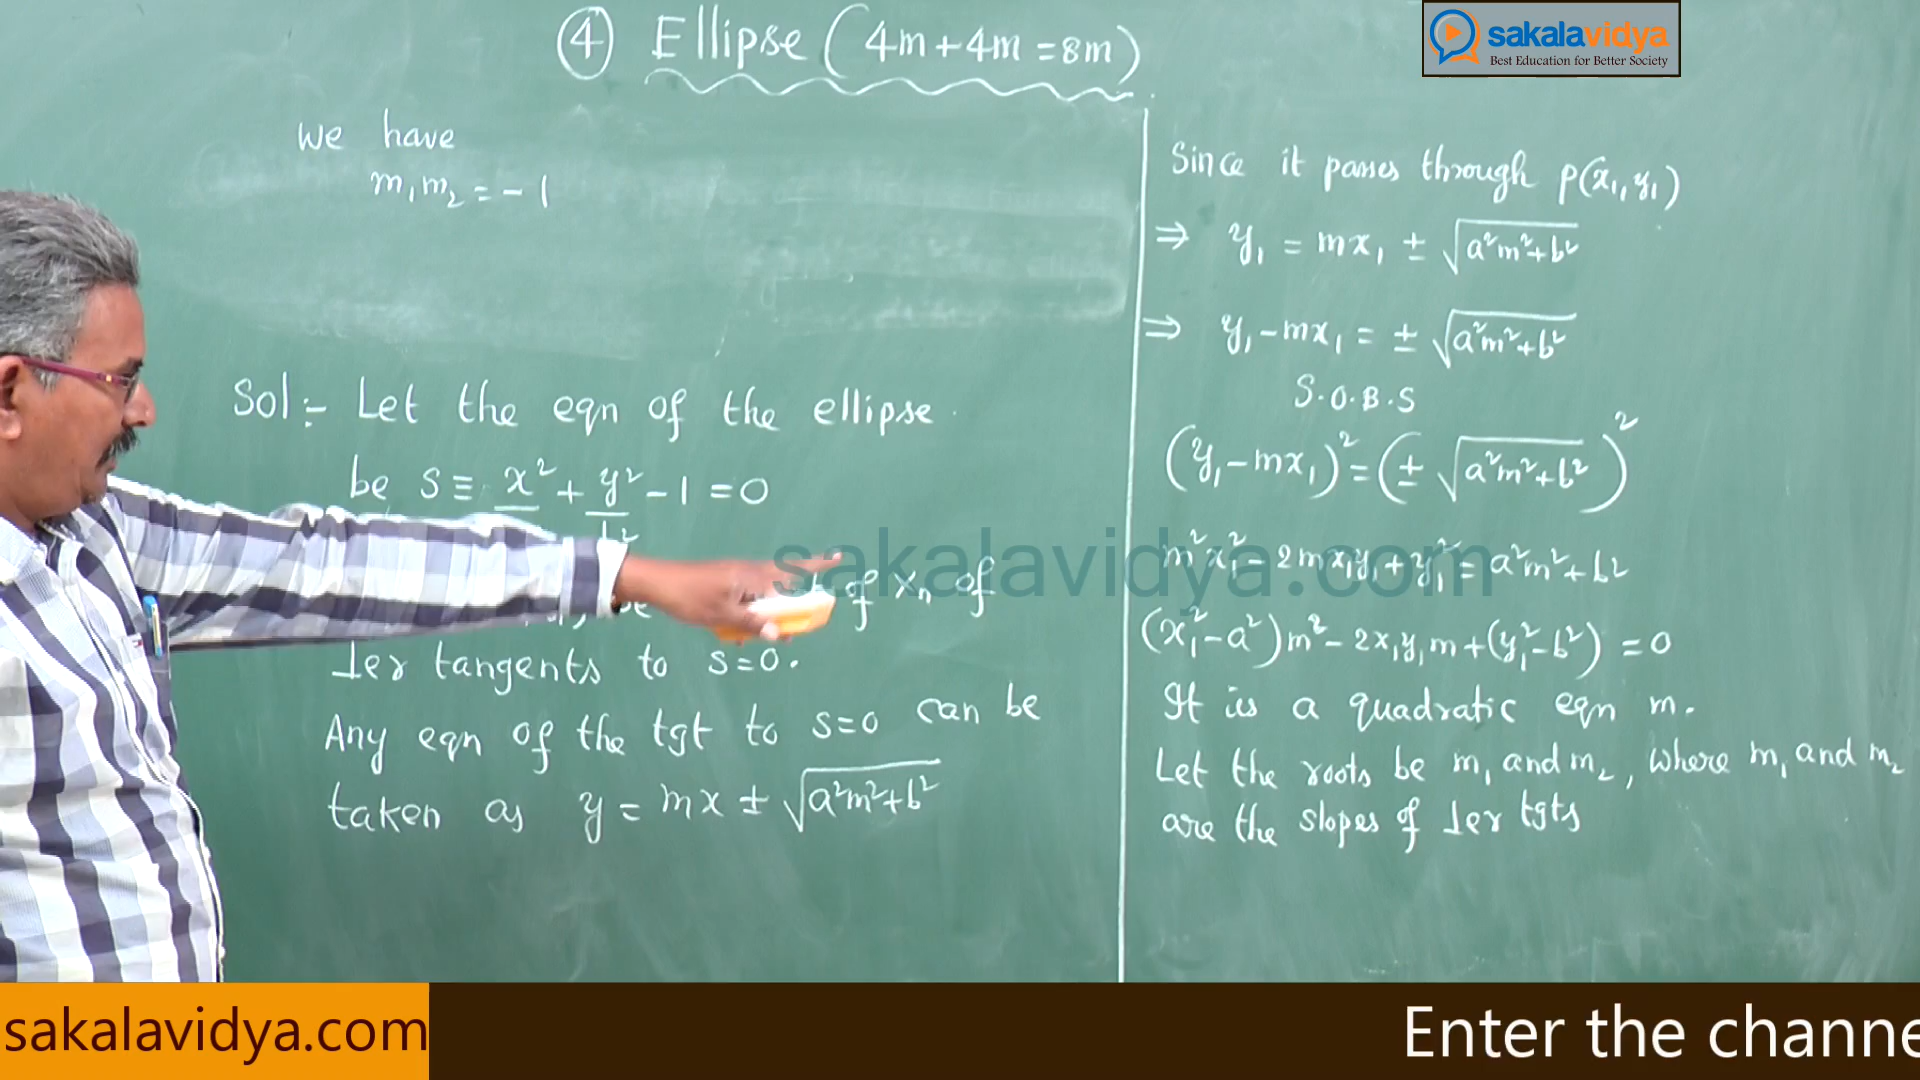 ④ Ellipse (4m+4m=8m)
sakalavidya
Best Education for Better Society
We have
m₁m₂ = -1
Sol:- Let the eqn of the ellipse
be S ≡ x² + y² - 1 = 0
b²
of xn of
⊥er tangents to S=0.
Any eqn of the tgt to S=0 can be
taken as y = mx ± √a²m²+b²
Since it passes through P(x₁, y₁)
⇒ y₁ = mx₁ ± √a²m²+b²
⇒ y₁ - mx₁ = ± √a²m²+b²
S.O.B.S
(y₁-mx₁)² = (± √a²m²+b²)²
m²x₁² - 2mx₁y₁ + y₁² = a²m²+b²
(x₁²-a²)m² - 2x₁y₁m + (y₁²-b²) = 0
It is a quadratic eqn m.
Let the roots be m₁ and m₂, where m₁ and m₂
are the slopes of ⊥er tgts
sakalavidya.com
sakalavidya.com
Enter the channe